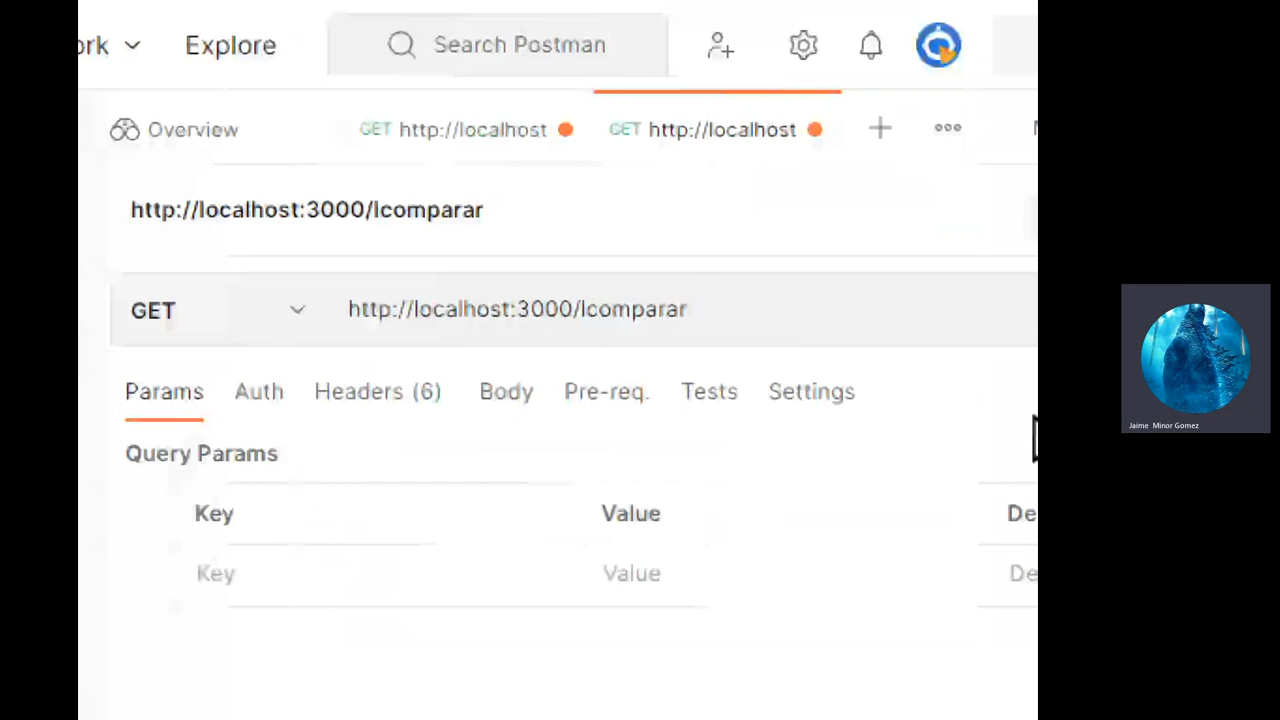 ork Explore Search Postman
Overview GET http://localhost GET http://localhost
http://localhost:3000/lcomparar
GET http://localhost:3000/lcomparar
Params Auth Headers (6) Body Pre-req. Tests Settings
Query Params
Key Value De
Key Value De
Jaime Minor Gomez